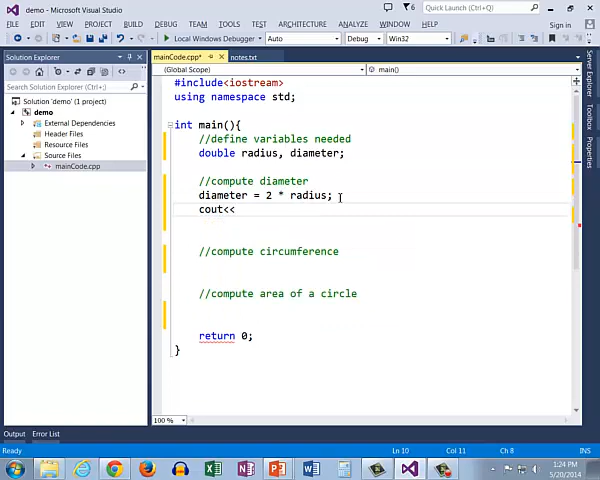 demo - Microsoft Visual Studio
6
Quick Launch (Ctrl+Q)
FILE EDIT VIEW PROJECT BUILD DEBUG TEAM TOOLS TEST ARCHITECTURE ANALYZE WINDOW HELP
Sign in
Local Windows Debugger Auto Debug Win32
Solution Explorer
mainCode.cpp* notes.txt
(Global Scope) main()
Search Solution Explorer (Ctrl+;)
Solution 'demo' (1 project)
demo
External Dependencies
Header Files
Resource Files
Source Files
mainCode.cpp
#include<iostream>
using namespace std;
int main(){
//define variables needed
double radius, diameter;
//compute diameter
diameter = 2 * radius;
cout<<
//compute circumference
//compute area of a circle
return 0;
}
Server Explorer
Toolbox
Properties
100 %
Output Error List
Ready
Ln 10 Col 11 Ch 8 INS
1:24 PM
5/20/2014